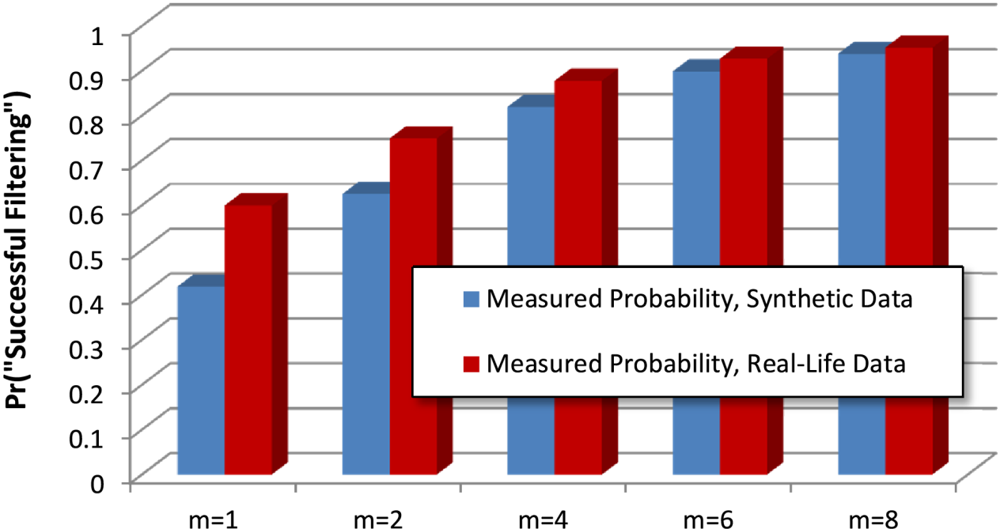 Pr("Successful Filtering")
1
0.9
0.8
0.7
0.6
0.5
0.4
0.3
0.2
0.1
0
Measured Probability, Synthetic Data
Measured Probability, Real-Life Data
m=1 m=2 m=4 m=6 m=8